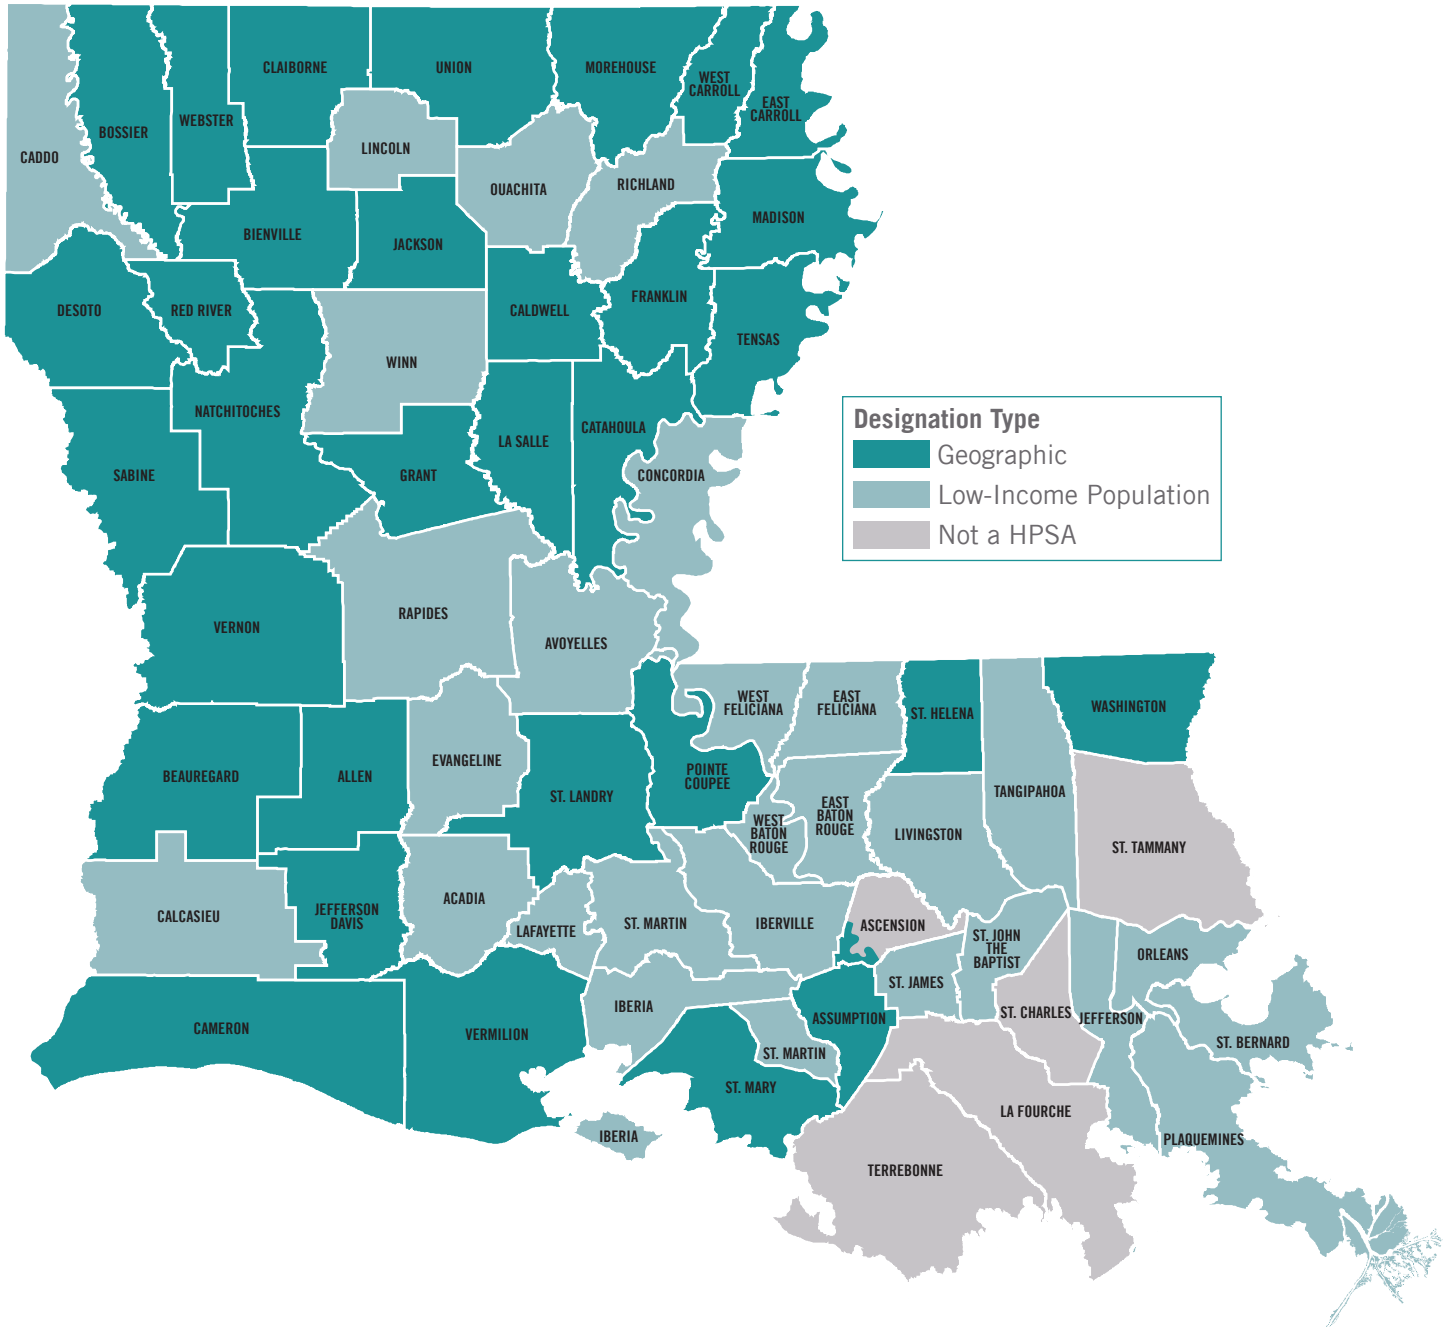 CLAIBORNE
UNION
MOREHOUSE
WEST
CARROLL
EAST
CARROLL
WEBSTER
BOSSIER
CADDO
LINCOLN
OUACHITA
RICHLAND
MADISON
BIENVILLE
JACKSON
DESOTO
RED RIVER
CALDWELL
FRANKLIN
TENSAS
WINN
NATCHITOCHES
LA SALLE
CATAHOULA
SABINE
GRANT
CONCORDIA
Designation Type
Geographic
Low-Income Population
Not a HPSA
VERNON
RAPIDES
AVOYELLES
WEST
FELICIANA
EAST
FELICIANA
ST. HELENA
WASHINGTON
BEAUREGARD
ALLEN
EVANGELINE
ST. LANDRY
POINTE
COUPEE
TANGIPAHOA
WEST
BATON
ROUGE
EAST
BATON
ROUGE
LIVINGSTON
ST. TAMMANY
CALCASIEU
JEFFERSON
DAVIS
ACADIA
LAFAYETTE
ST. MARTIN
IBERVILLE
ASCENSION
ST. JOHN
THE
BAPTIST
ORLEANS
ST. JAMES
IBERIA
CAMERON
VERMILION
ASSUMPTION
ST. CHARLES
JEFFERSON
ST. BERNARD
ST. MARTIN
ST. MARY
LA FOURCHE
IBERIA
PLAQUEMINES
TERREBONNE